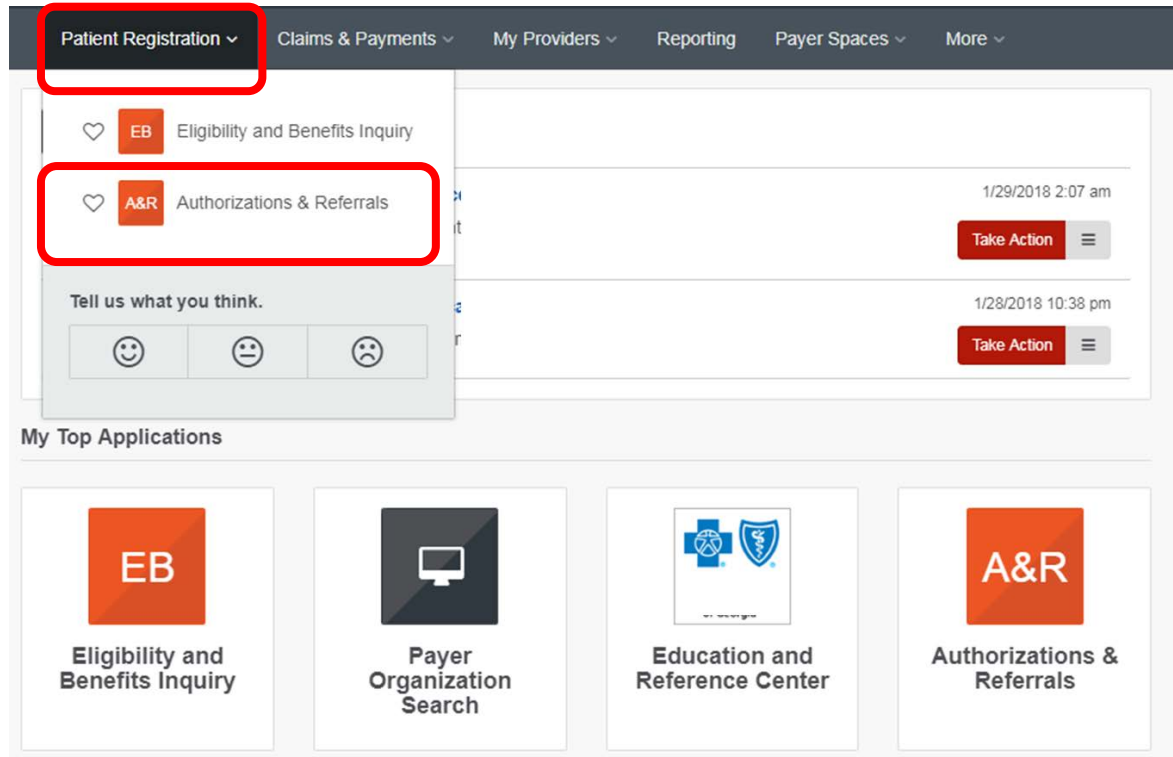 Patient Registration
Claims & Payments
My Providers
Reporting
Payer Spaces
More
EB
Eligibility and Benefits Inquiry
A&R
Authorizations & Referrals
1/29/2018 2:07 am
Take Action
Tell us what you think.
1/28/2018 10:38 pm
Take Action
My Top Applications
EB
Eligibility and
Benefits Inquiry
Payer
Organization
Search
Education and
Reference Center
A&R
Authorizations &
Referrals